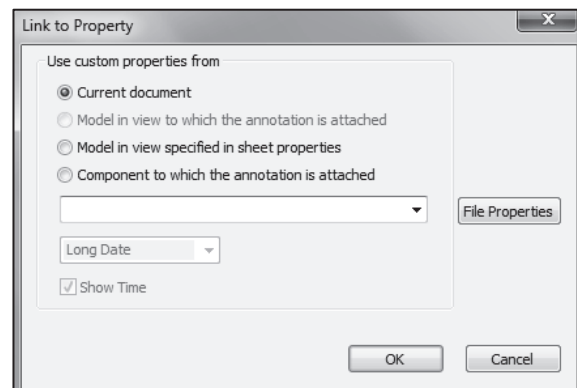 Link to Property
Use custom properties from
Current document
Model in view to which the annotation is attached
Model in view specified in sheet properties
Component to which the annotation is attached
File Properties
Long Date
Show Time
OK
Cancel